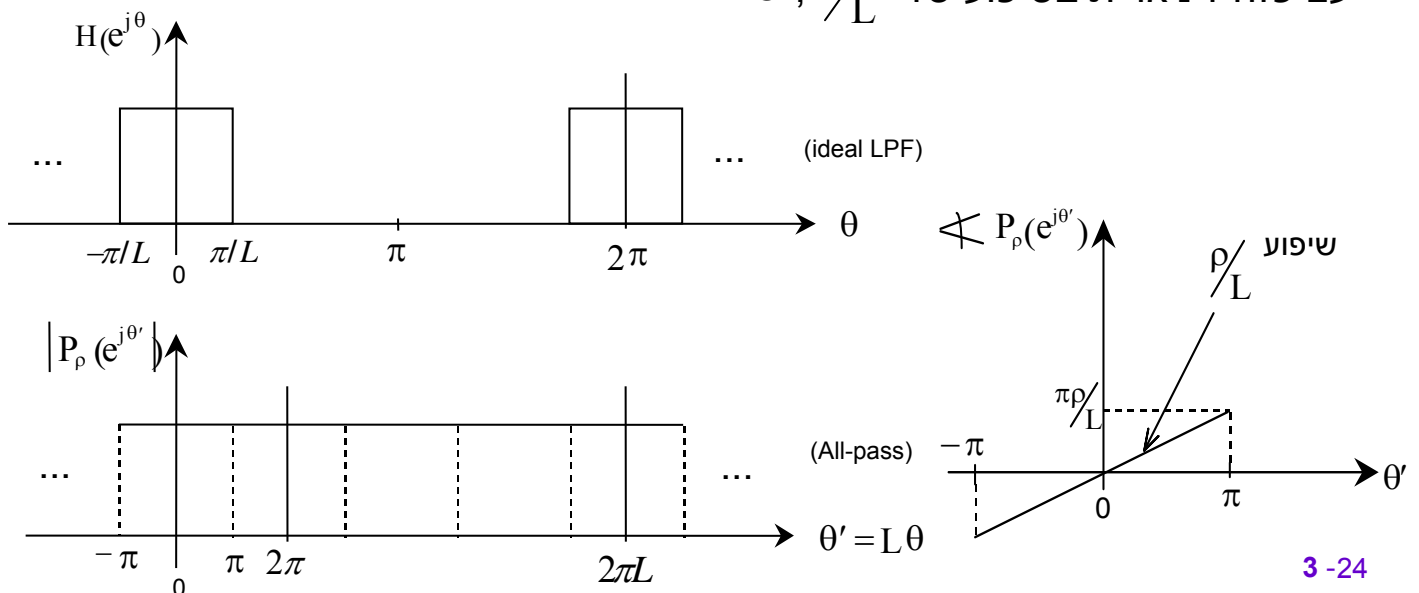 ρ/L
H(e^{jθ})
... ... (ideal LPF)
−π/L 0 π/L π 2π θ
∢ P_ρ(e^{jθ′})
ρ/L שיפוע
|P_ρ(e^{jθ′})|
πρ/L
... ... (All-pass)
−π 0 π θ′
−π 0 π 2π 2πL θ′ = Lθ
3 -24